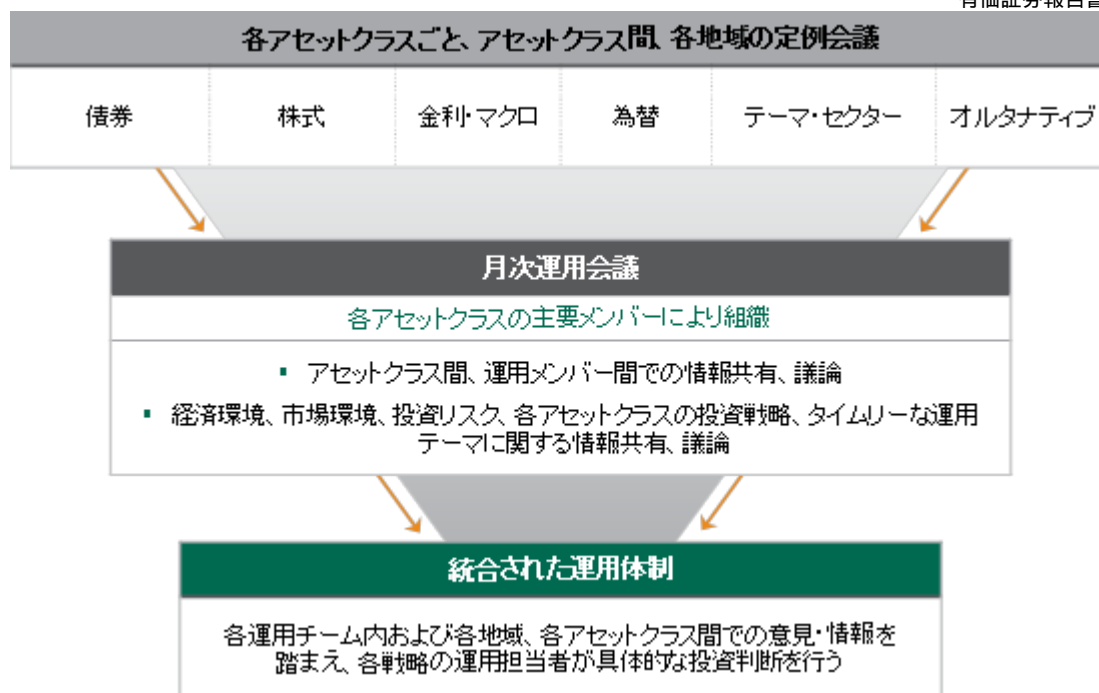 有価証券報告書
各アセットクラスごと、アセットクラス間、各地域の定例会議
債券 株式 金利・マクロ 為替 テーマ・セクター オルタナティブ
月次運用会議
各アセットクラスの主要メンバーにより組織
▪ アセットクラス間、運用メンバー間での情報共有、議論
▪ 経済環境、市場環境、投資リスク、各アセットクラスの投資戦略、タイムリーな運用
テーマに関する情報共有、議論
統合された運用体制
各運用チーム内および各地域、各アセットクラス間での意見・情報を
踏まえ、各戦略の運用担当者が具体的な投資判断を行う